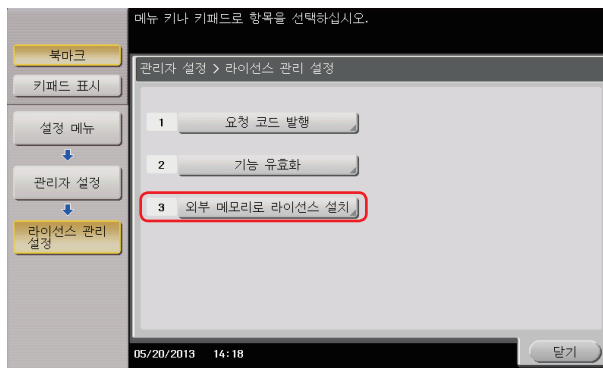 메뉴 키나 키패드로 항목을 선택하십시오.
북마크
키패드 표시
설정 메뉴
관리자 설정
라이선스 관리
설정
관리자 설정 > 라이선스 관리 설정
1 요청 코드 발행
2 기능 유효화
3 외부 메모리로 라이선스 설치
05/20/2013 14:18
닫기